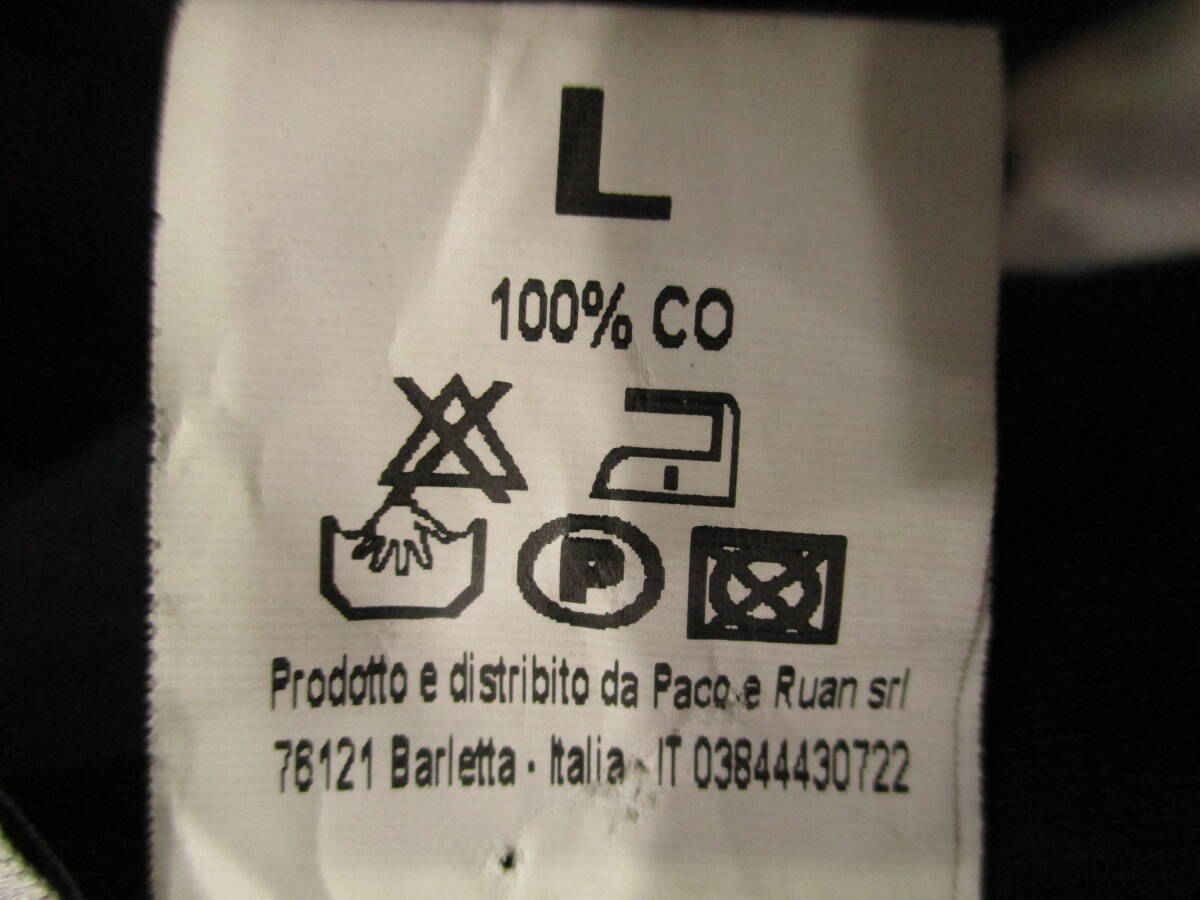 L
100% CO
P
Prodotto e distribito da Paco e Ruan srl
76121 Barletta - Italia - IT 03844430722